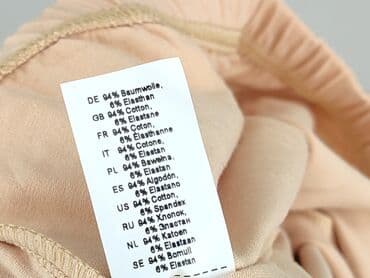 DE 94% Baumwolle,
6% Elasthan
GB 94% Cotton,
6% Elastane
FR 94% Coton,
6% Elasthanne
IT 94% Cotone,
6% Elastan
PL 94% Bawełna,
6% Elastan
ES 94% Algodón,
6% Elastano
US 94% Cotton,
6% Spandex
RU 94% Хлопок,
6% Эластан
NL 94% Katoen
6% Elastaan
SE 94% Bomull
6% Elastan